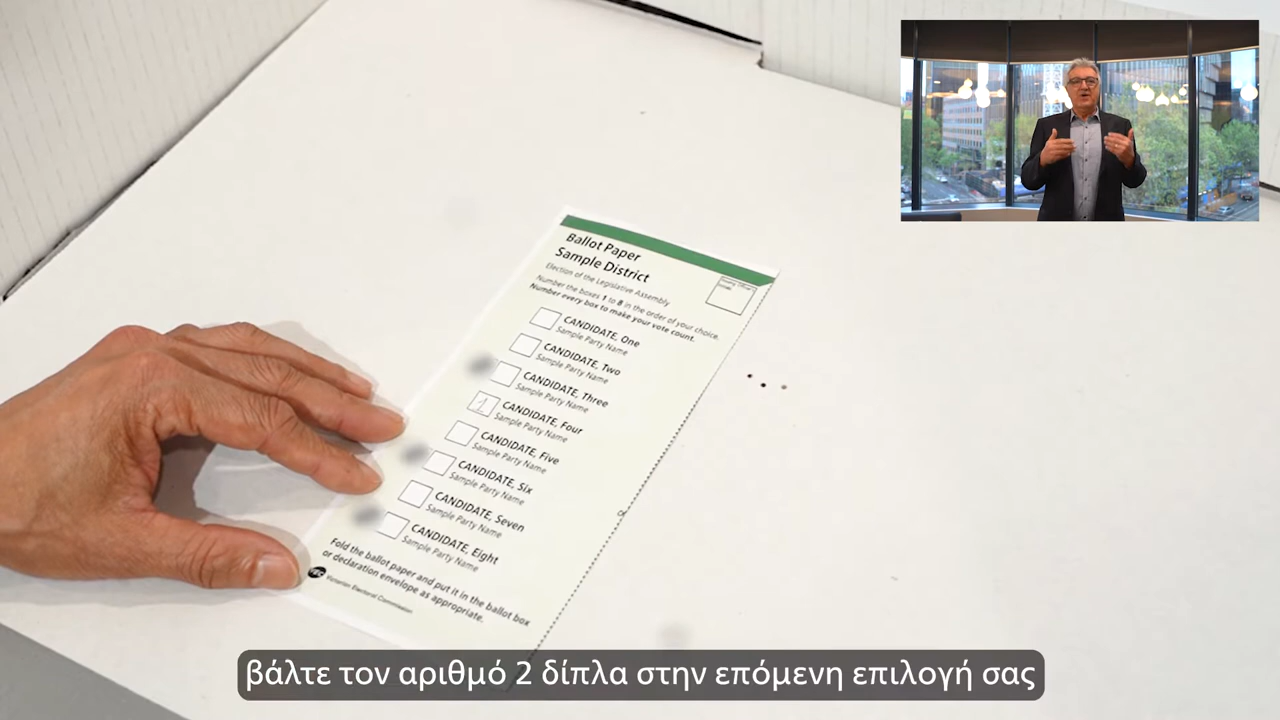 Ballot Paper
Sample District
Election of the Legislative Assembly
Number the boxes 1 to 8 in the order of your choice.
Number every box to make your vote count.
CANDIDATE, One
Sample Party Name
CANDIDATE, Two
Sample Party Name
CANDIDATE, Three
Sample Party Name
1
CANDIDATE, Four
Sample Party Name
CANDIDATE, Five
Sample Party Name
CANDIDATE, Six
Sample Party Name
CANDIDATE, Seven
Sample Party Name
CANDIDATE, Eight
Sample Party Name
Fold the ballot paper and put it in the ballot box
or declaration envelope as appropriate.
VEC Victorian Electoral Commission
βάλτε τον αριθμό 2 δίπλα στην επόμενη επιλογή σας